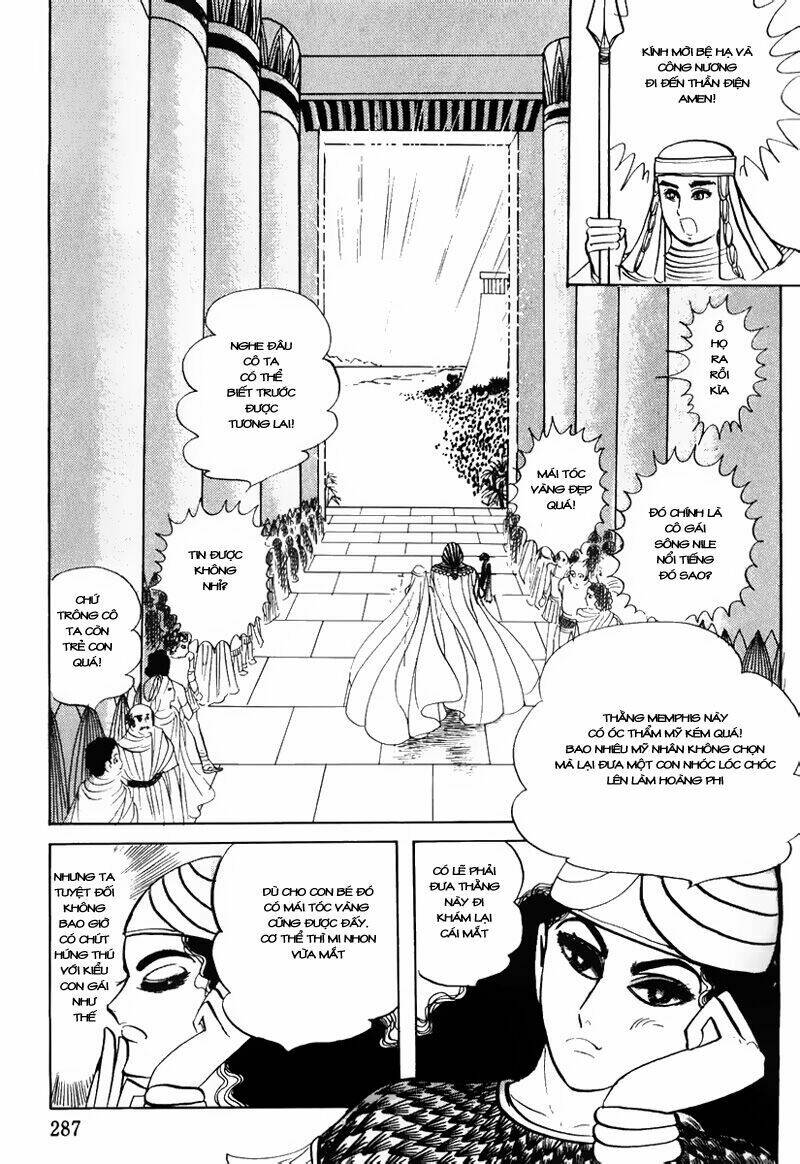 KÍNH MỜI BỆ HẠ VÀ
CÔNG NƯƠNG
ĐI ĐẾN THẦN ĐIỆN
AMEN!
Ồ
HỌ
RA
RỒI
KÌA
NGHE ĐÂU
CÔ TA
CÓ THỂ
BIẾT TRƯỚC
ĐƯỢC
TƯƠNG LAI!
MÁI TÓC
VÀNG ĐẸP
QUÁ!
ĐÓ CHÍNH LÀ
CÔ GÁI
SÔNG NILE
NỔI TIẾNG
ĐÓ SAO?
TIN ĐƯỢC
KHÔNG
NHỈ?
CHỨ
TRÔNG CÔ
TA CÒN
TRẺ CON
QUÁ!
THẰNG MEMPHIS NÀY
CÓ ÓC THẨM MỸ KÉM QUÁ!
BAO NHIÊU MỸ NHÂN KHÔNG CHỌN
MÀ LẠI ĐƯA MỘT CON NHÓC LÓC CHÓC
LÊN LÀM HOÀNG PHI
CÓ LẼ PHẢI
ĐƯA THẰNG
NÀY ĐI
KHÁM LẠI
CÁI MẮT
DÙ CHO CON BÉ ĐÓ
CÓ MÁI TÓC VÀNG
CŨNG ĐƯỢC ĐẤY.
CƠ THỂ THÌ MI NHON
VỪA MẮT
NHƯNG TA
TUYỆT ĐỐI
KHÔNG
BAO GIỜ
CÓ CHÚT
HỨNG THÚ
VỚI KIỂU
CON GÁI
NHƯ
THẾ
287